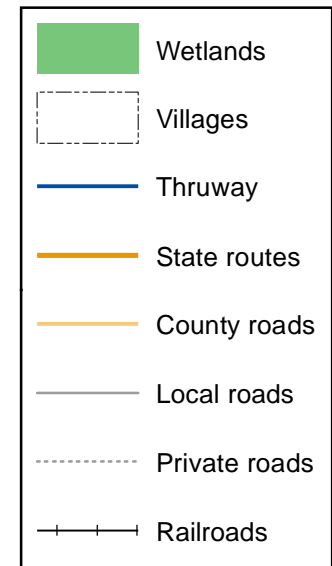 Wetlands
Villages
Thruway
State routes
County roads
Local roads
Private roads
Railroads